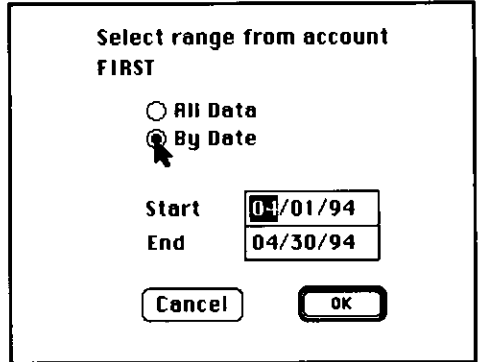 Select range from account
FIRST
All Data
By Date
Start 04/01/94
End 04/30/94
Cancel OK